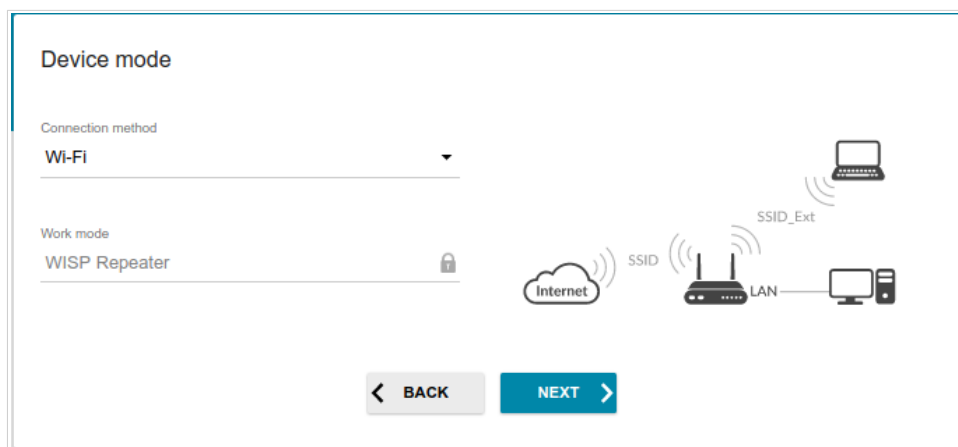 Device mode
Connection method
Wi-Fi
Work mode
WISP Repeater
SSID_Ext
SSID
Internet
LAN
BACK
NEXT